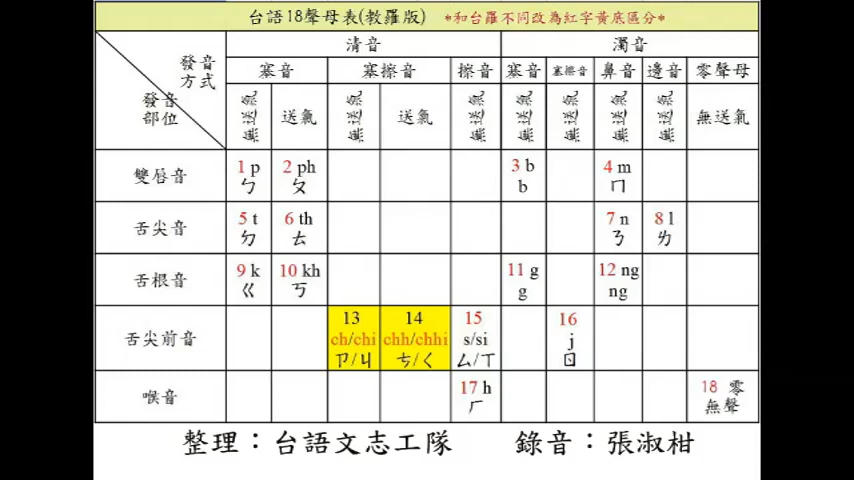 台語18聲母表(教羅版) *和台羅不同改為紅字黃底區分*
發音方式 清音 濁音
發音部位 塞音 塞擦音 擦音 塞音 塞擦音 鼻音 邊音 零聲母
無送氣 送氣 無送氣 送氣 無送氣 無送氣 無送氣 無送氣 無送氣 無送氣
雙唇音 1 p 2 ph 3 b 4 m
ㄅ ㄆ b ㄇ
舌尖音 5 t 6 th 7 n 8 l
ㄉ ㄊ ㄋ ㄌ
舌根音 9 k 10 kh 11 g 12 ng
ㄍ ㄎ g ng
舌尖前音 13 14 15 16
ch/chi chh/chhi s/si j
ㄗ/ㄐ ㄘ/ㄑ ㄙ/ㄒ ㄖ
喉音 17 h 18 零
ㄏ 無聲
整理：台語文志工隊 錄音：張淑柑